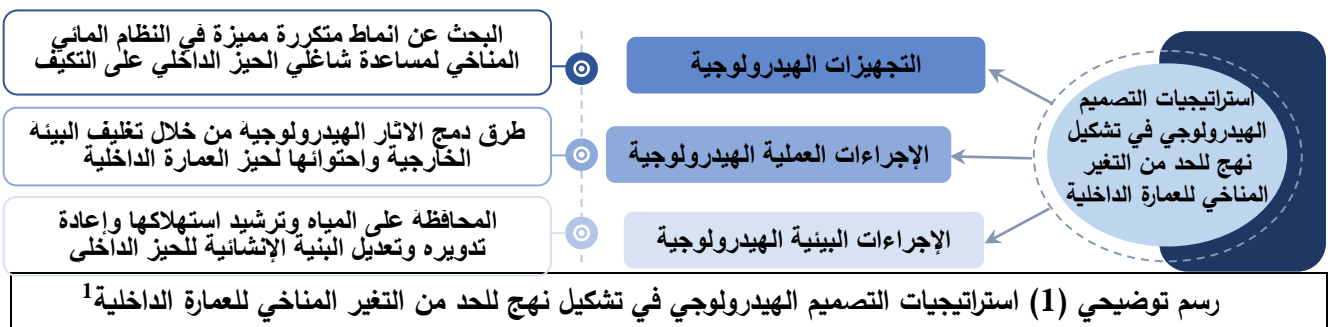 استراتيجيات التصميم
الهيدرولوجي في تشكيل
نهج للحد من التغير
المناخي للعمارة الداخلية
التجهيزات الهيدرولوجية
البحث عن انماط متكررة مميزة في النظام المائي
المناخي لمساعدة شاغلي الحيز الداخلي على التكيف
الإجراءات العملية الهيدرولوجية
طرق دمج الاثار الهيدرولوجية من خلال تغليف البيئة
الخارجية واحتوائها لحيز العمارة الداخلية
الإجراءات البيئية الهيدرولوجية
المحافظة على المياه وترشيد استهلاكها وإعادة
تدويره وتعديل البنية الإنشائية للحيز الداخلى
رسم توضيحي (1) استراتيجيات التصميم الهيدرولوجي في تشكيل نهج للحد من التغير المناخي للعمارة الداخلية1